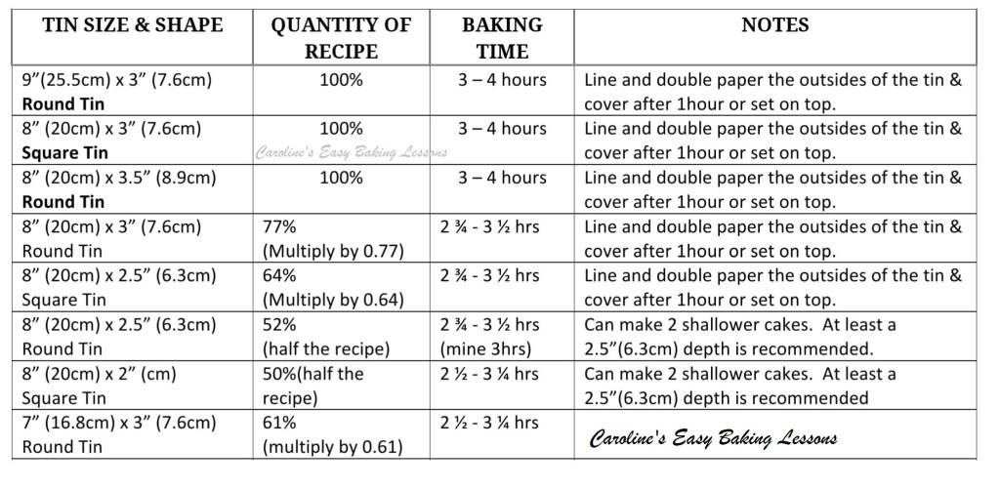 TIN SIZE & SHAPE
QUANTITY OF
RECIPE
BAKING
TIME
NOTES
9”(25.5cm) x 3” (7.6cm)
Round Tin
100%
3 – 4 hours
Line and double paper the outsides of the tin &
cover after 1hour or set on top.
8” (20cm) x 3” (7.6cm)
Square Tin
100%
3 – 4 hours
Line and double paper the outsides of the tin &
cover after 1hour or set on top.
Caroline's Easy Baking Lessons
8” (20cm) x 3.5” (8.9cm)
Round Tin
100%
3 – 4 hours
Line and double paper the outsides of the tin &
cover after 1hour or set on top.
8” (20cm) x 3” (7.6cm)
Round Tin
77%
(Multiply by 0.77)
2 ¾ - 3 ½ hrs
Line and double paper the outsides of the tin &
cover after 1hour or set on top.
8” (20cm) x 2.5” (6.3cm)
Square Tin
64%
(Multiply by 0.64)
2 ¾ - 3 ½ hrs
Line and double paper the outsides of the tin &
cover after 1hour or set on top.
8” (20cm) x 2.5” (6.3cm)
Round Tin
52%
(half the recipe)
2 ¾ - 3 ½ hrs
(mine 3hrs)
Can make 2 shallower cakes.  At least a
2.5”(6.3cm) depth is recommended.
8” (20cm) x 2” (cm)
Square Tin
50%(half the
recipe)
2 ½ - 3 ¼ hrs
Can make 2 shallower cakes.  At least a
2.5”(6.3cm) depth is recommended
7” (16.8cm) x 3” (7.6cm)
Round Tin
61%
(multiply by 0.61)
2 ½ - 3 ¼ hrs
Caroline's Easy Baking Lessons